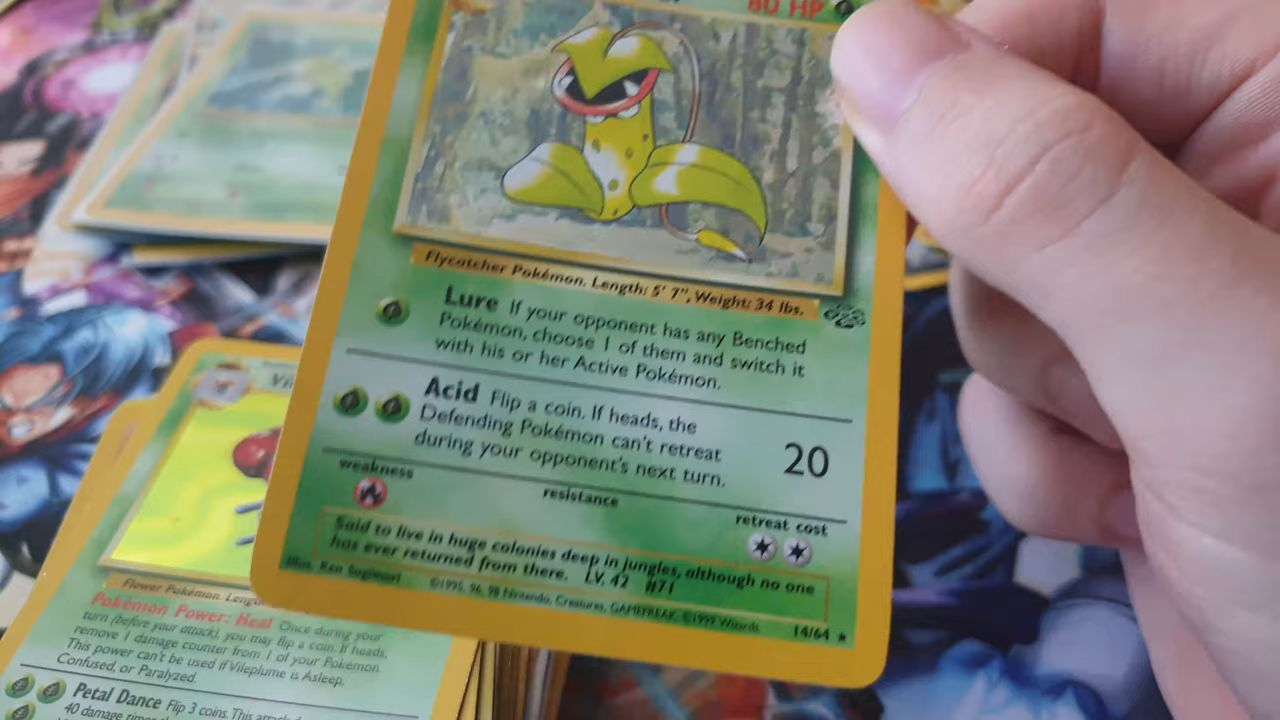 80 HP
Flycatcher Pokémon. Length: 5' 7", Weight: 34 lbs.
Lure If your opponent has any Benched
Pokémon, choose 1 of them and switch it
with his or her Active Pokémon.
Acid Flip a coin. If heads, the
Defending Pokémon can't retreat
during your opponent's next turn.
20
weakness
resistance
retreat cost
Said to live in huge colonies deep in jungles, although no one
has ever returned from there. LV. 42 #71
Illus. Ken Sugimori
©1995, 96, 98 Nintendo, Creatures, GAMEFREAK. ©1999 Wizards.
14/64
Flower Pokémon.
Pokémon Power: Heal Once during your
turn (before your attack), you may flip a coin. If heads,
remove 1 damage counter from 1 of your Pokémon.
This power can't be used if Vileplume is Asleep,
Confused, or Paralyzed.
Petal Dance Flip 3 coins. This
40 damage times